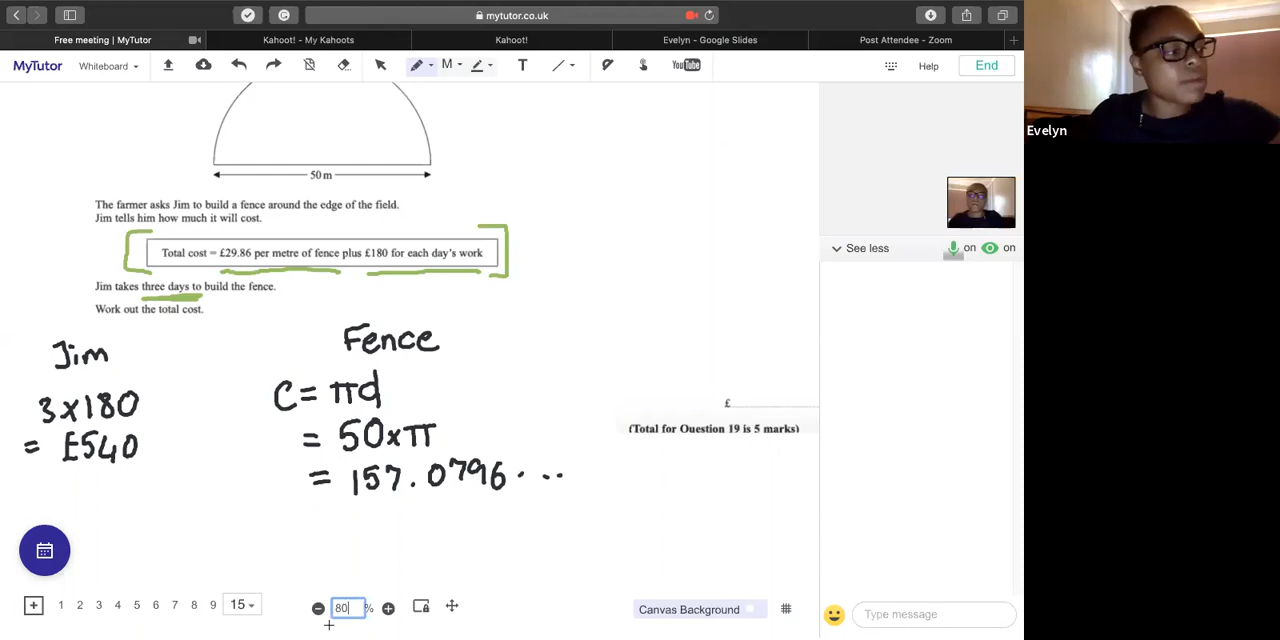 mytutor.co.uk
Free meeting | MyTutor
Kahoot! - My Kahoots
Kahoot!
Evelyn - Google Slides
Post Attendee - Zoom
MyTutor
Whiteboard
M
T
YouTube
Help
End
50 m
The farmer asks Jim to build a fence around the edge of the field.
Jim tells him how much it will cost.
Total cost = £29.86 per metre of fence plus £180 for each day's work
Jim takes three days to build the fence.
Work out the total cost.
Jim
3 x 180
= £540
Fence
C = πd
= 50 x π
= 157.0796...
£
(Total for Question 19 is 5 marks)
Evelyn
See less
on
on
1 2 3 4 5 6 7 8 9 15
80 %
Canvas Background
Type message